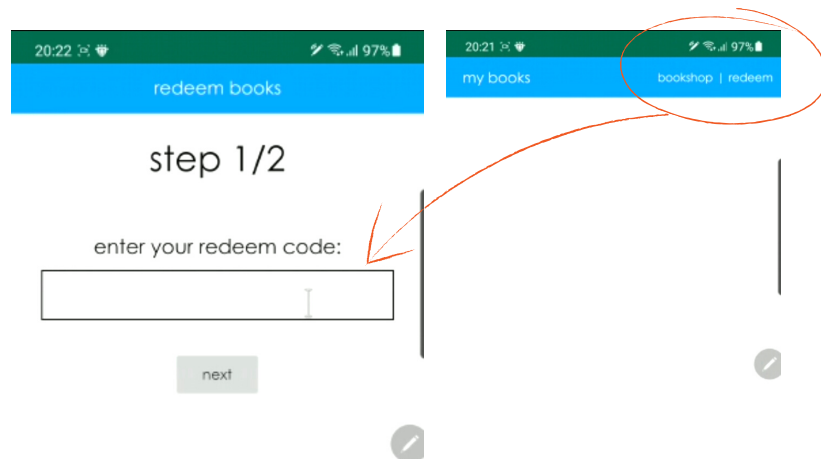 20:22
97%
redeem books
step 1/2
enter your redeem code:
next
20:21
97%
my books
bookshop | redeem